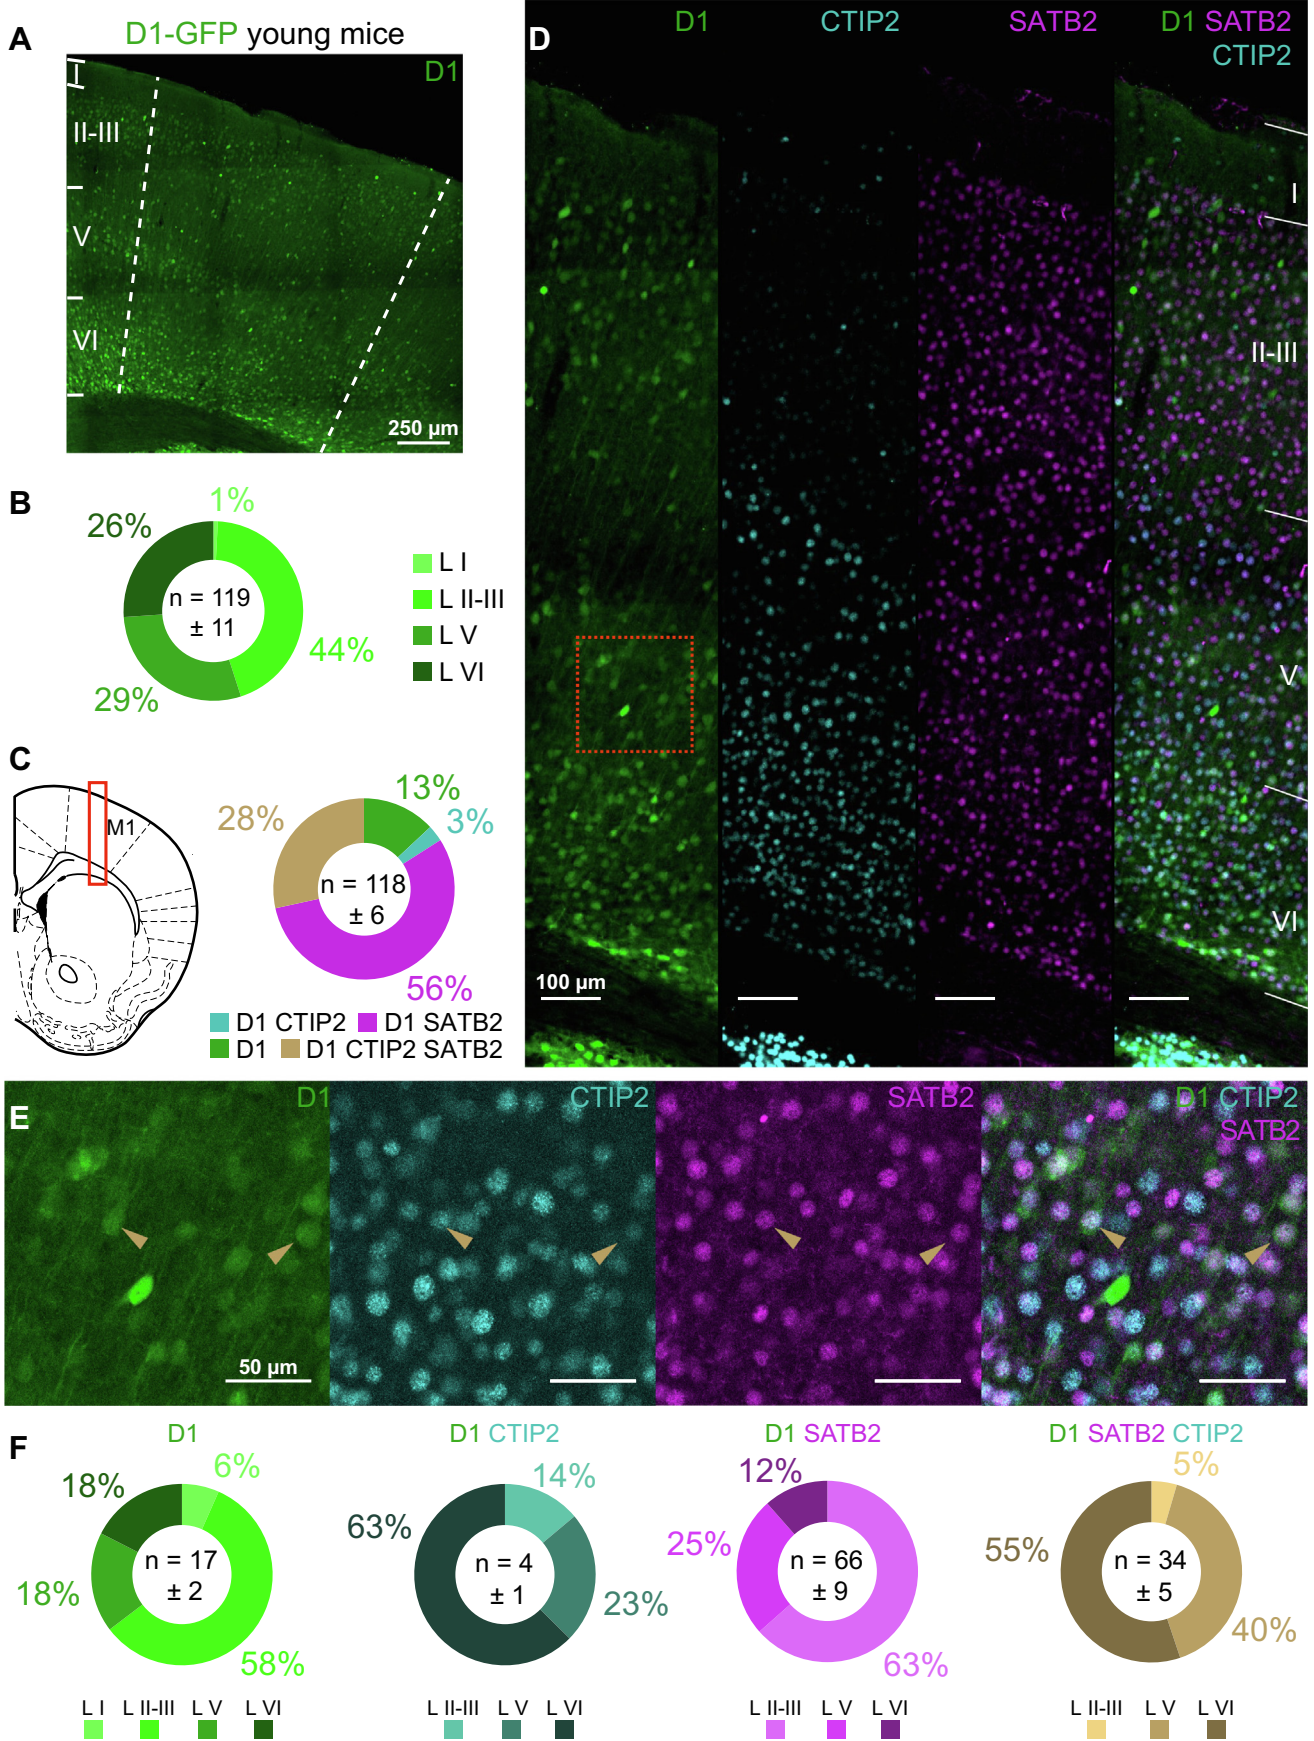 A
D1-GFP young mice
D1
I
II-III
V
VI
250 µm
B
1%
26%
n = 119
± 11
44%
29%
L I
L II-III
L V
L VI
C
M1
13%
3%
28%
n = 118
± 6
56%
D1 CTIP2
D1 SATB2
D1
D1 CTIP2 SATB2
D
D1
CTIP2
SATB2
D1 SATB2
CTIP2
I
II-III
V
VI
100 µm
E
D1
CTIP2
SATB2
D1 CTIP2
SATB2
50 µm
F
D1
6%
18%
n = 17
± 2
18%
58%
L I L II-III L V L VI
D1 CTIP2
14%
63%
n = 4
± 1
23%
L II-III L V L VI
D1 SATB2
12%
25%
n = 66
± 9
63%
L II-III L V L VI
D1 SATB2 CTIP2
5%
55%
n = 34
± 5
40%
L II-III L V L VI